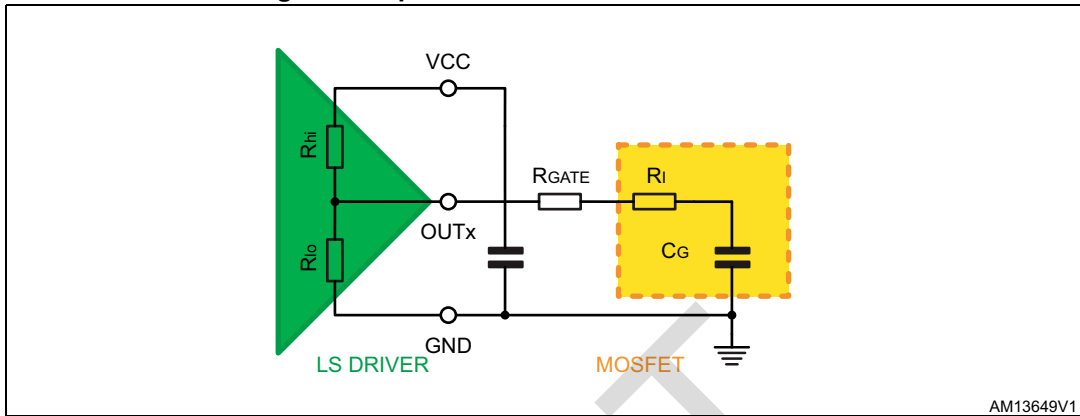 VCC
Rhi
RGATE
RI
OUTx
CG
Rlo
GND
LS DRIVER
MOSFET
AM13649V1